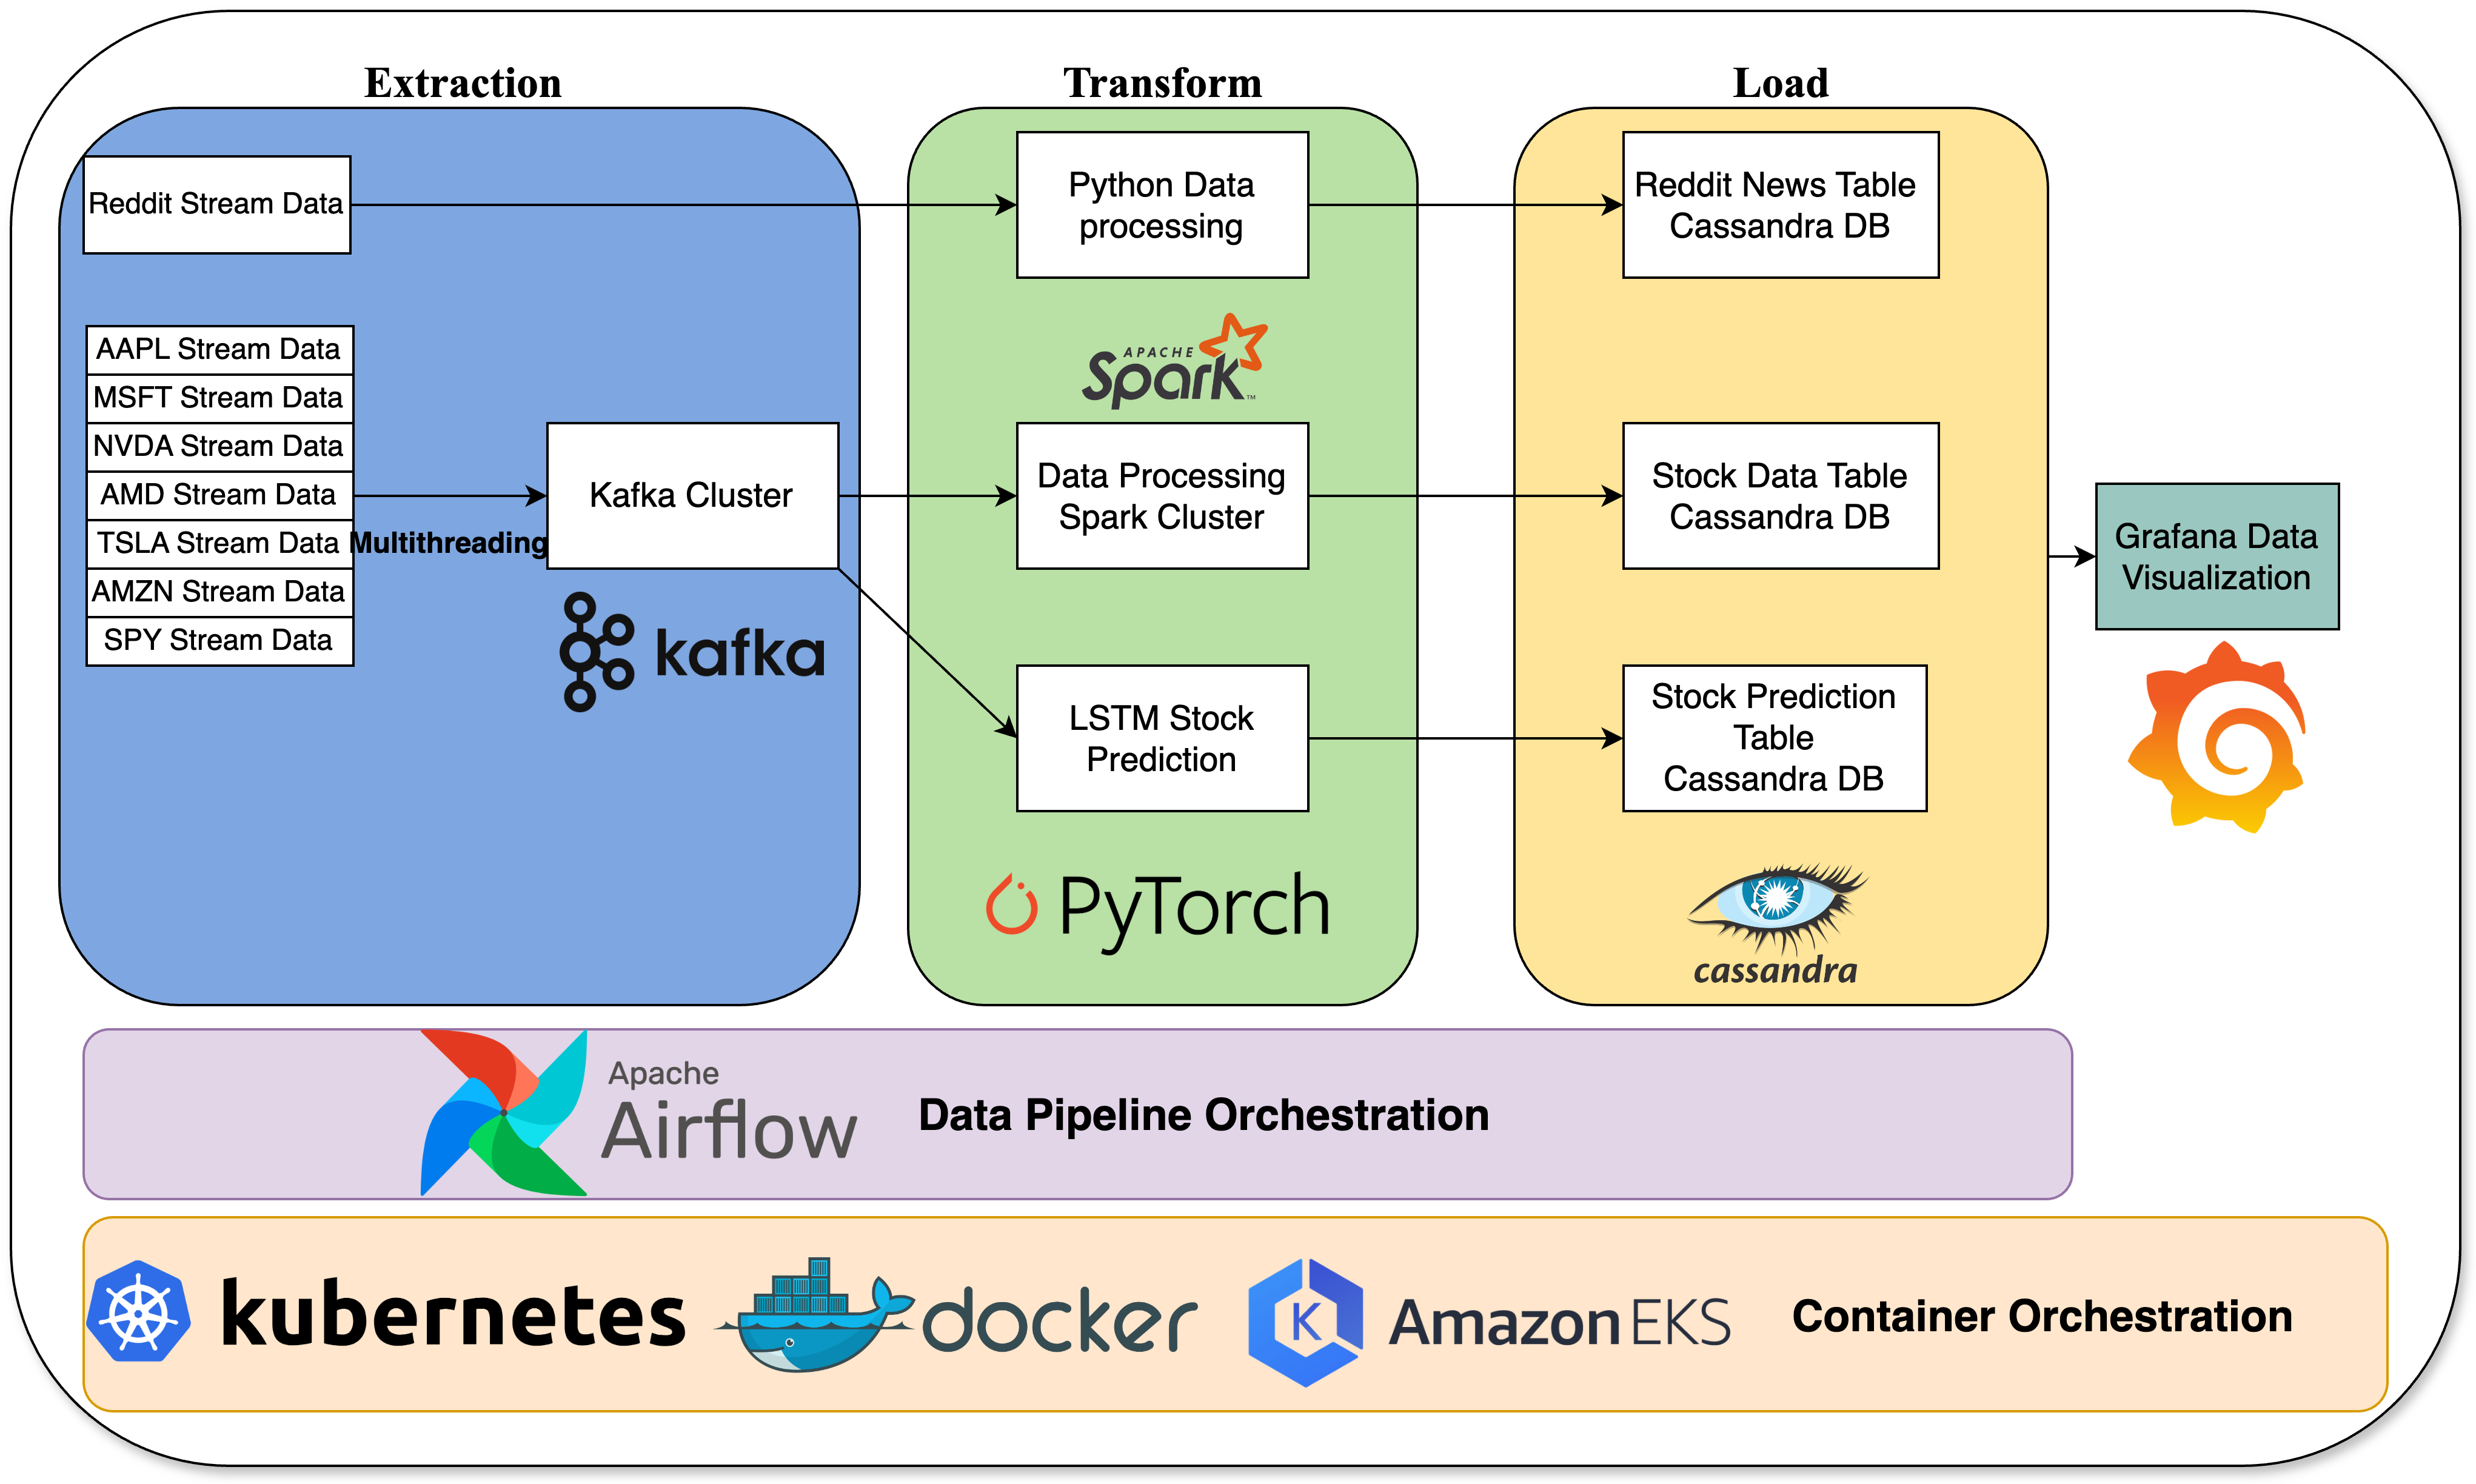 Extraction
Transform
Load
Reddit Stream Data
Python Data
processing
Reddit News Table
Cassandra DB
AAPL Stream Data
MSFT Stream Data
NVDA Stream Data
AMD Stream Data
TSLA Stream Data
AMZN Stream Data
SPY Stream Data
Multithreading
Kafka Cluster
kafka
APACHE
Spark™
Data Processing
Spark Cluster
Stock Data Table
Cassandra DB
LSTM Stock
Prediction
Stock Prediction
Table
Cassandra DB
PyTorch
cassandra
Grafana Data
Visualization
Apache
Airflow
Data Pipeline Orchestration
kubernetes
docker
K
Amazon EKS
Container Orchestration